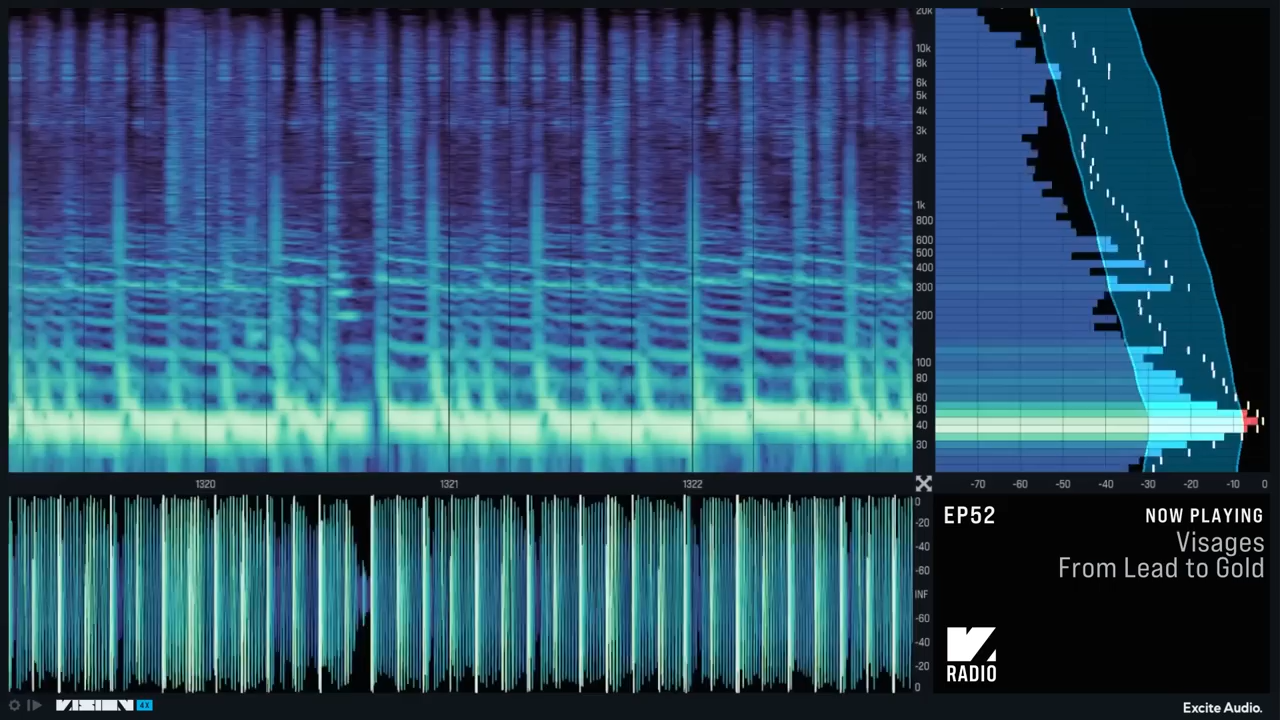 20k
10k
8k
6k
5k
4k
3k
2k
1k
800
600
500
400
300
200
100
80
60
50
40
30
-70 -60 -50 -40 -30 -20 -10 0
1320 1321 1322
0
-20
-40
-60
INF
-60
-40
-20
0
EP52
NOW PLAYING
Visages
From Lead to Gold
RADIO
VISION 4X
Excite Audio.